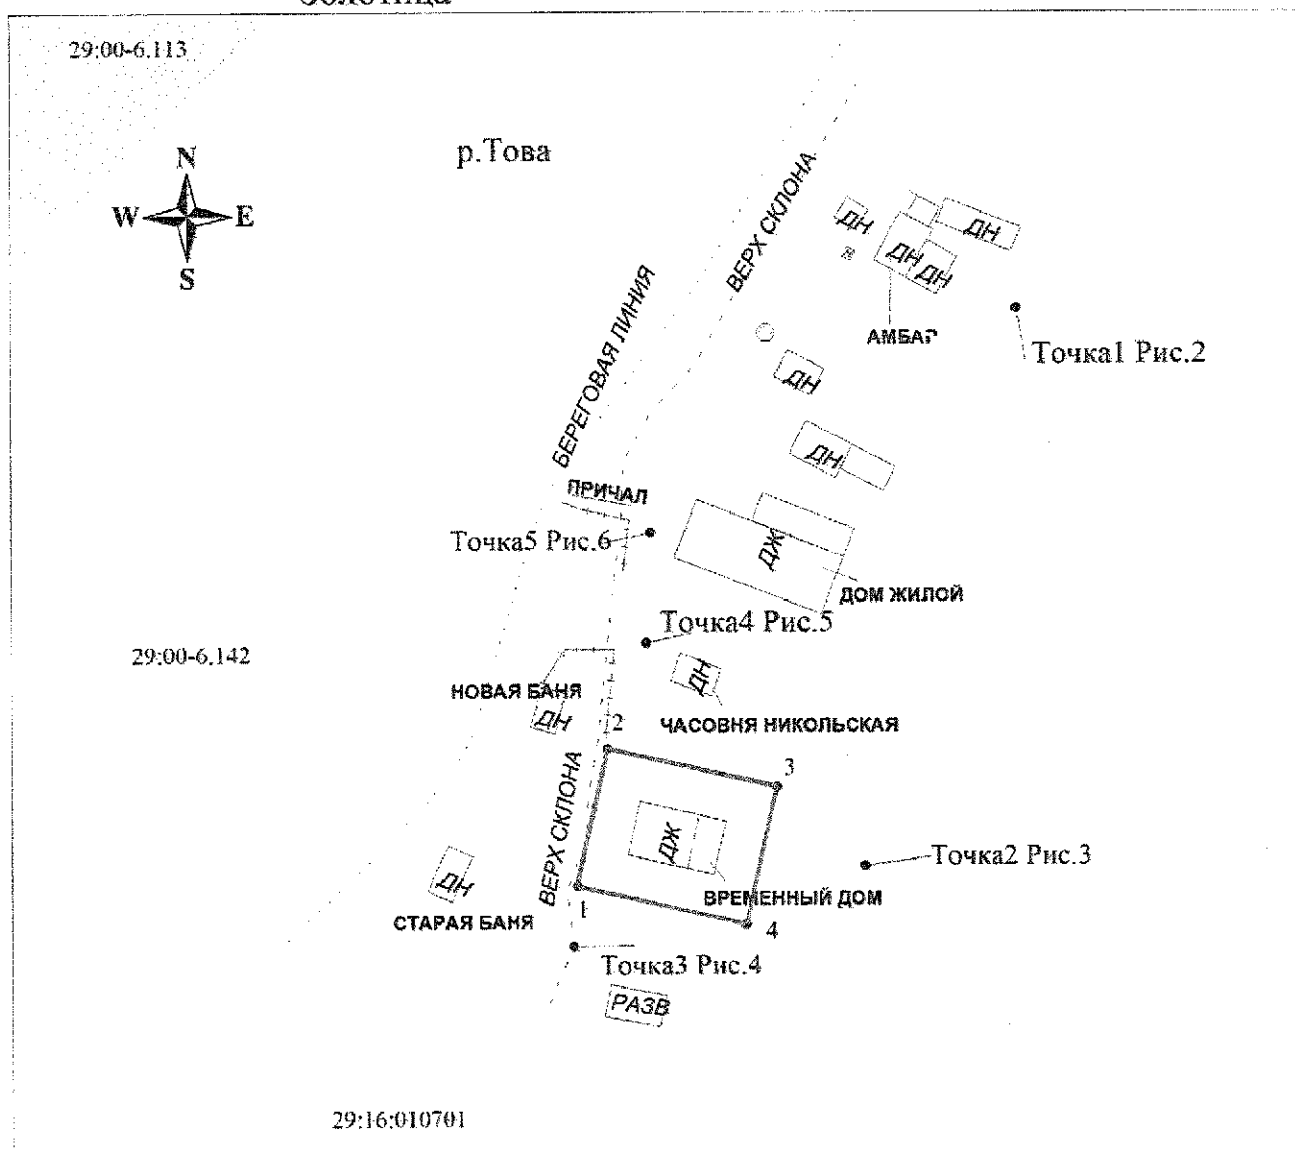 29:00-6.113
р.Това
N
W E
S
ВЕРХ СКЛОНА
ДН
ДН
ДН
ДН
АМБАР
Точка1 Рис.2
БЕРЕГОВАЯ ЛИНИЯ
ДН
ДН
ПРИЧАЛ
Точка5 Рис.6
ДЖ
ДОМ ЖИЛОЙ
Точка4 Рис.5
29:00-6.142
ДН
НОВАЯ БАНЯ
ДН
ЧАСОВНЯ НИКОЛЬСКАЯ
2
3
ВЕРХ СКЛОНА
ДЖ
Точка2 Рис.3
ДН
ВРЕМЕННЫЙ ДОМ
1
СТАРАЯ БАНЯ
4
Точка3 Рис.4
РАЗВ
29:16:010701